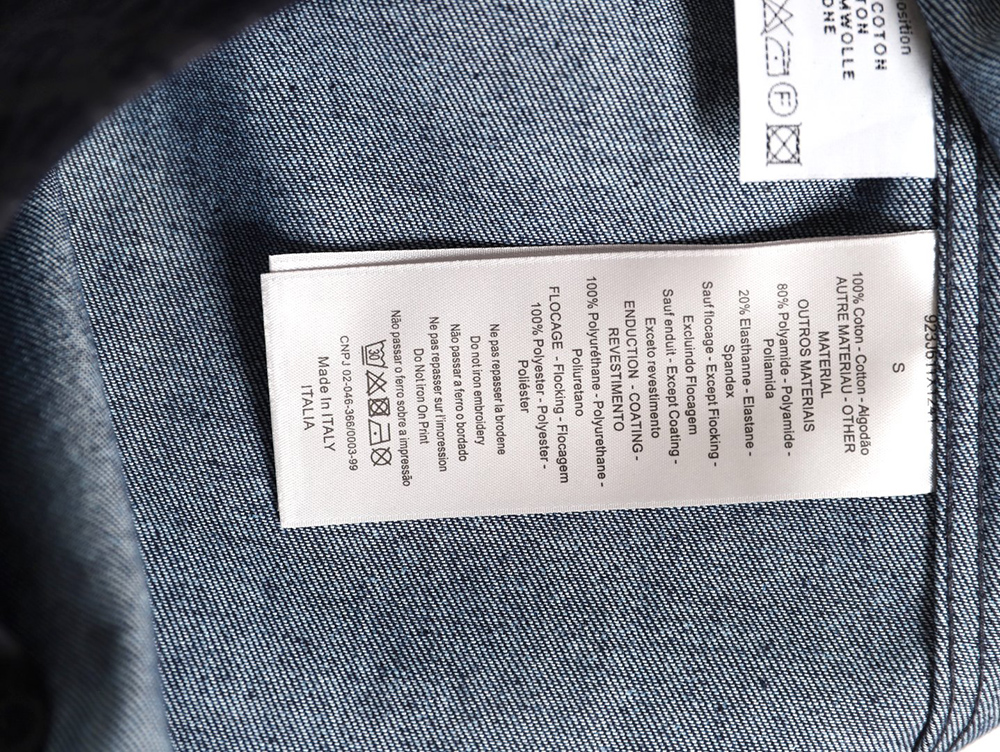 S
100% Coton - Cotton - Algodão
AUTRE MATERIAU - OTHER
MATERIAL
OUTROS MATERIAIS
80% Polyamide - Polyamide -
Poliamida
20% Elasthanne - Elastane -
Spandex
Sauf flocage - Except Flocking -
Excluindo Flocagem
Sauf enduit - Except Coating -
Exceto revestimento
ENDUCTION - COATING -
REVESTIMENTO
100% Polyuréthane - Polyurethane -
Poliuretano
FLOCAGE - Flocking - Flocagem
100% Polyester - Polyester -
Poliéster
Ne pas repasser la brodene
Do not iron embroidery
Não passar a ferro bordado
Ne pas repesser sur l'imoression
Do Not iron On Print
Não passar o ferro sobre a impressão
30
CNPJ 02-046-366/0003-99
Made In ITALY
ITALIA
osition
COTON
TON
MWOLLE
ONE
F